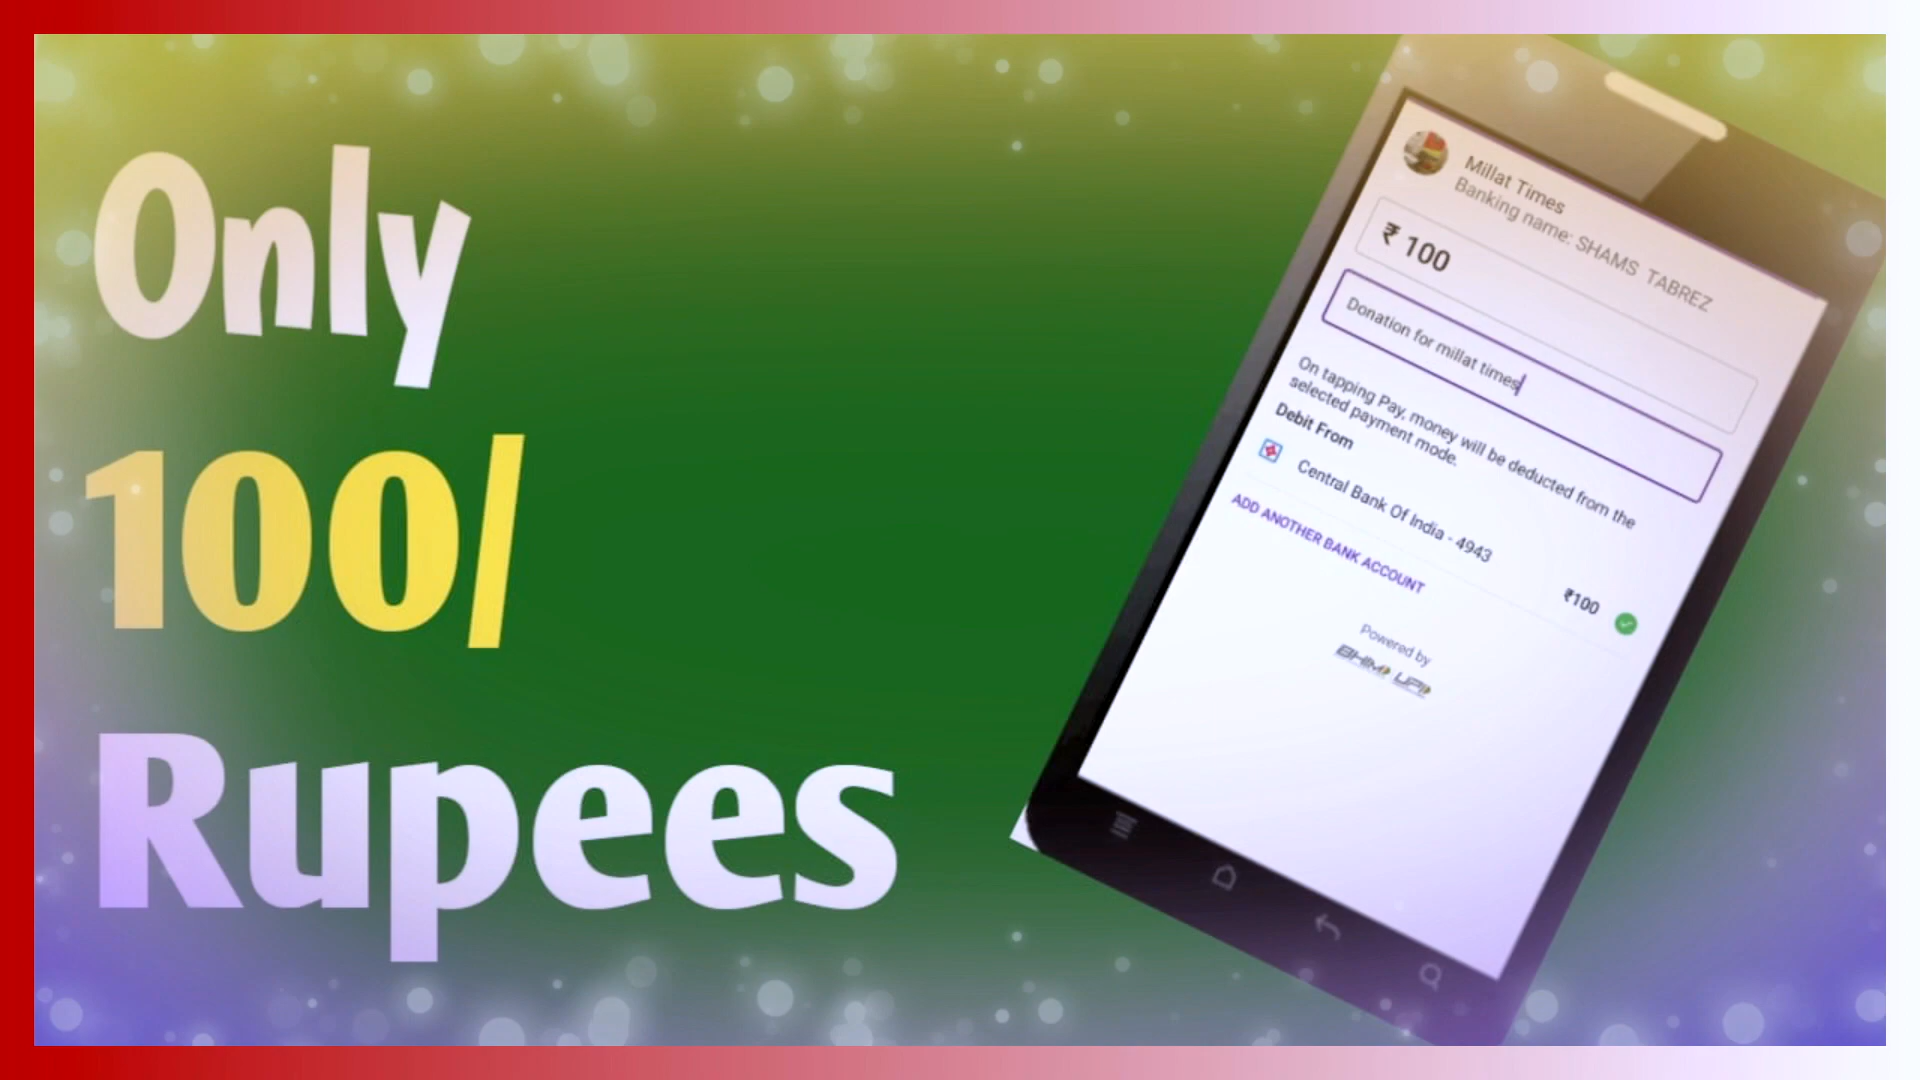 Only
100/
Rupees
Millat Times
Banking name: SHAMS TABREZ
₹ 100
Donation for millat times
On tapping Pay, money will be deducted from the
selected payment mode.
Debit From
Central Bank Of India - 4943
₹100
ADD ANOTHER BANK ACCOUNT
Powered by
BHIM UPI